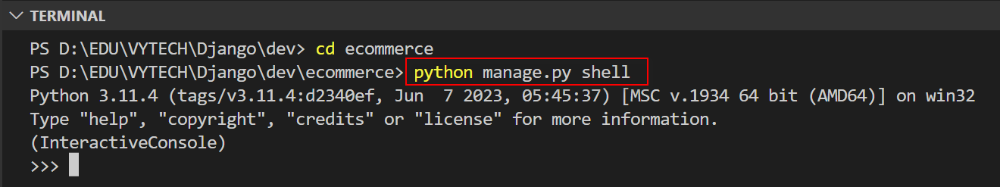 TERMINAL
PS D:\EDU\VYTECH\Django\dev> cd ecommerce
PS D:\EDU\VYTECH\Django\dev\ecommerce> python manage.py shell
Python 3.11.4 (tags/v3.11.4:d2340ef, Jun  7 2023, 05:45:37) [MSC v.1934 64 bit (AMD64)] on win32
Type "help", "copyright", "credits" or "license" for more information.
(InteractiveConsole)
>>>